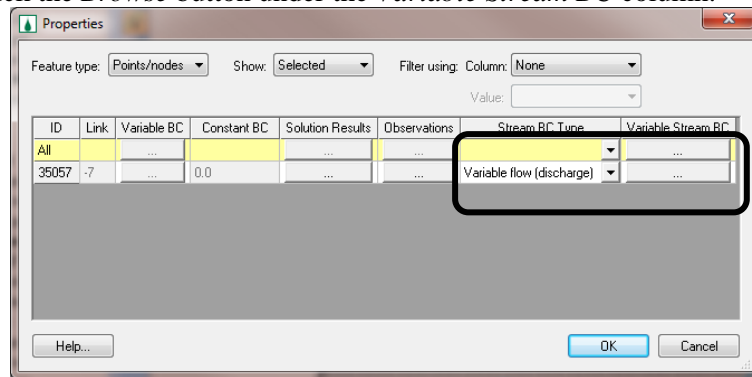 en the Browse button under the Variable Stream BC column.
Properties
Feature type: Points/nodes Show: Selected Filter using: Column: None
Value:
ID Link Variable BC Constant BC Solution Results Observations Stream BC Type Variable Stream BC
All ... ... ... ...
35057 -7 ... 0.0 ... ... Variable flow (discharge) ...
Help... OK Cancel